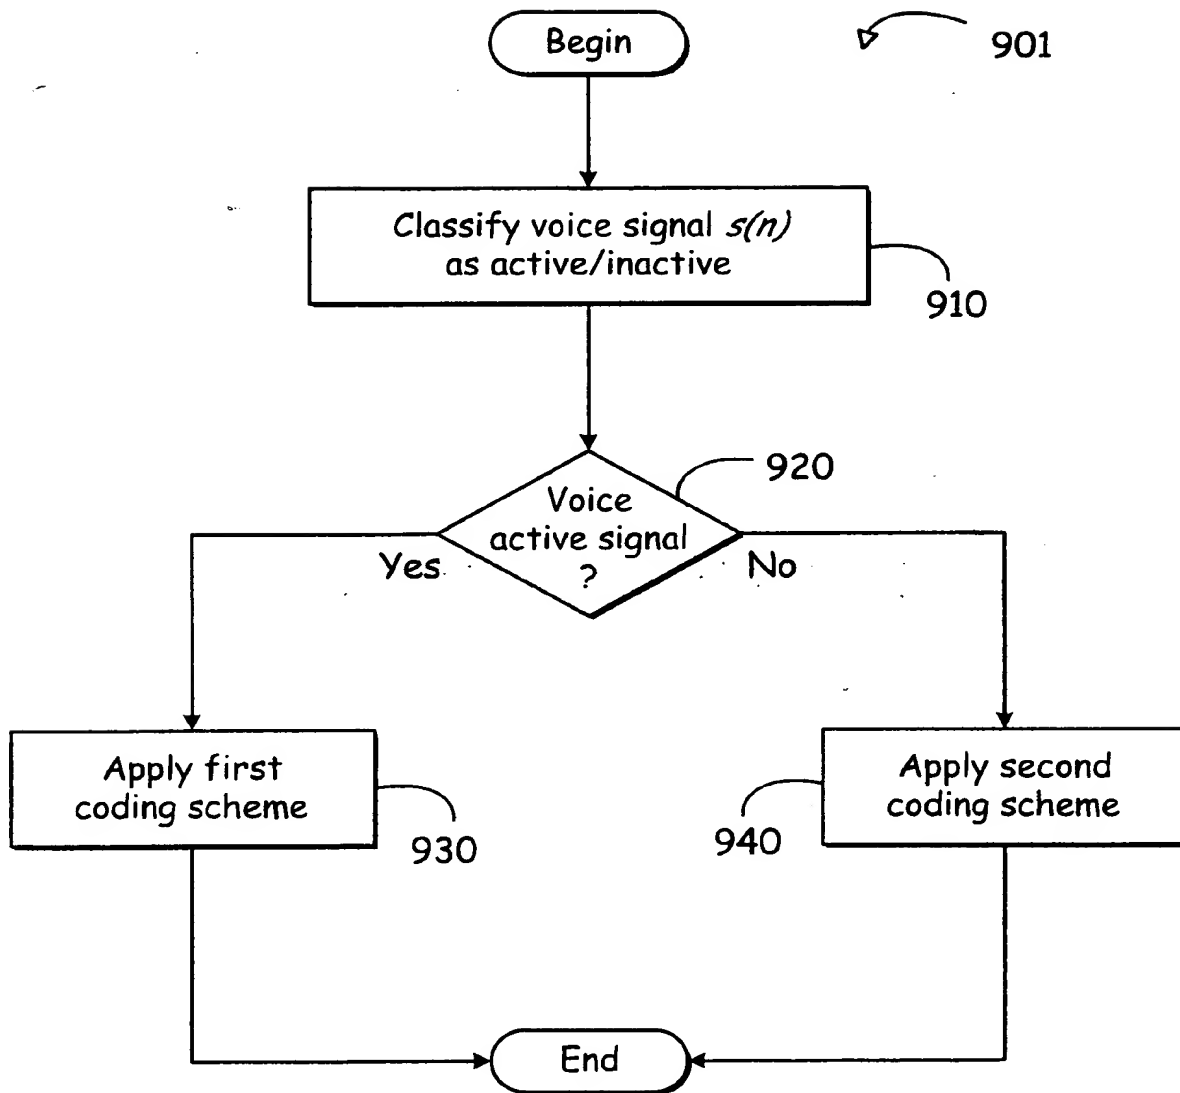 Begin
901
Classify voice signal s(n)
as active/inactive
910
920
Voice
active signal
?
Yes
No
Apply first
coding scheme
930
Apply second
coding scheme
940
End